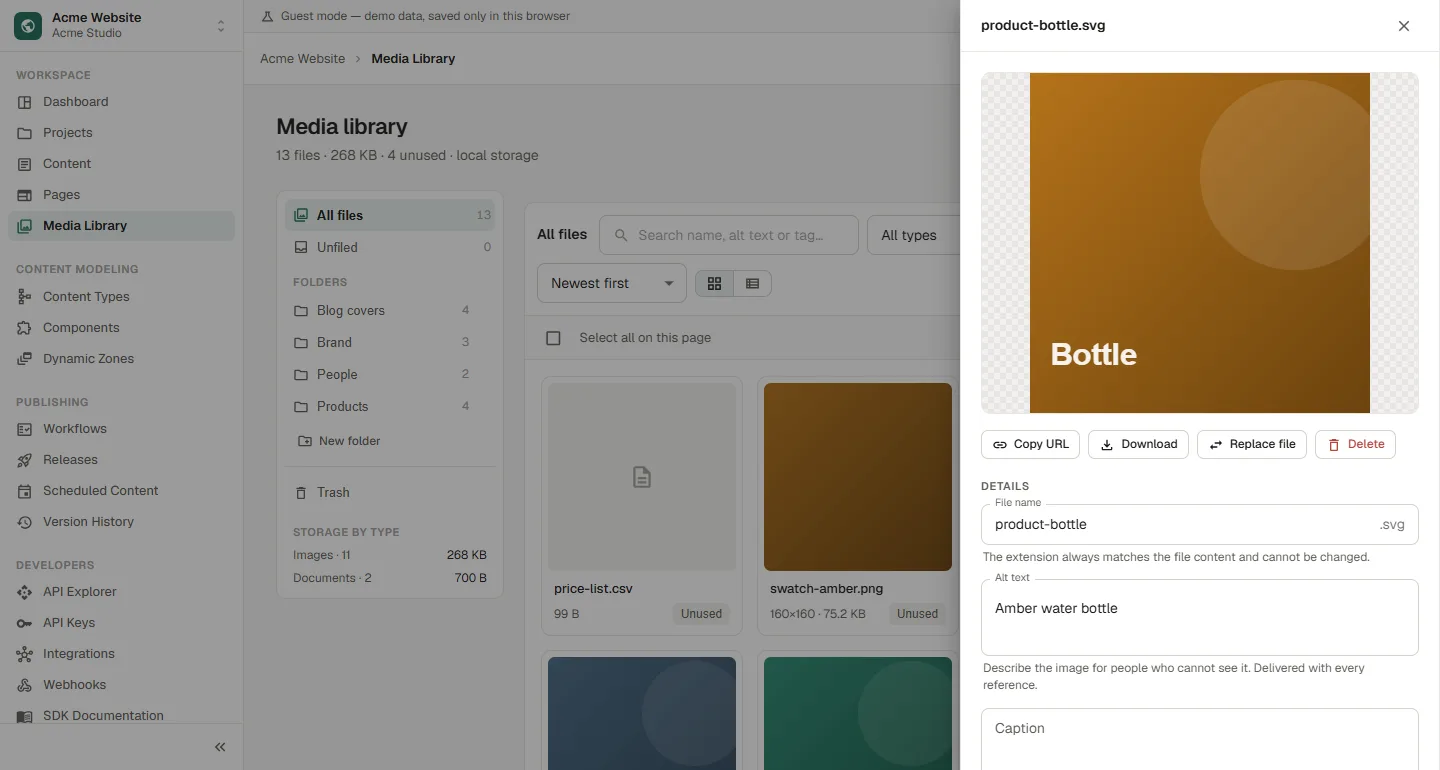 Acme Website
Acme Studio
WORKSPACE
Dashboard
Projects
Content
Pages
Media Library
CONTENT MODELING
Content Types
Components
Dynamic Zones
PUBLISHING
Workflows
Releases
Scheduled Content
Version History
DEVELOPERS
API Explorer
API Keys
Integrations
Webhooks
SDK Documentation
Guest mode — demo data, saved only in this browser
Acme Website › Media Library
Media library
13 files · 268 KB · 4 unused · local storage
All files 13
Unfiled 0
FOLDERS
Blog covers 4
Brand 3
People 2
Products 4
New folder
Trash
STORAGE BY TYPE
Images · 11 268 KB
Documents · 2 700 B
All files
Search name, alt text or tag...
All types
Newest first
Select all on this page
price-list.csv
99 B Unused
swatch-amber.png
160×160 · 75.2 KB Unused
product-bottle.svg
Bottle
Copy URL Download Replace file Delete
DETAILS
File name
product-bottle .svg
The extension always matches the file content and cannot be changed.
Alt text
Amber water bottle
Describe the image for people who cannot see it. Delivered with every
reference.
Caption